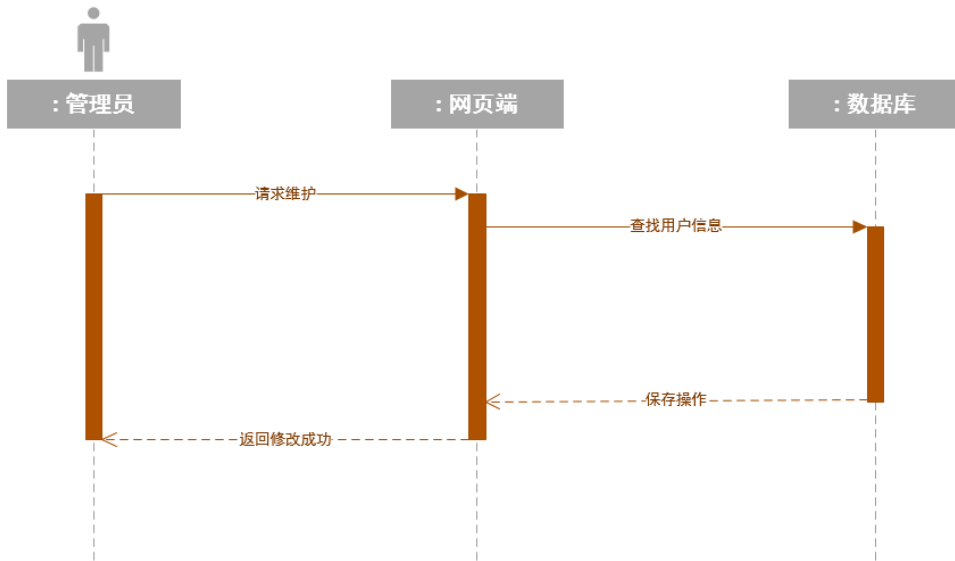 : 管理员
: 网页端
: 数据库
请求维护
查找用户信息
保存操作
返回修改成功